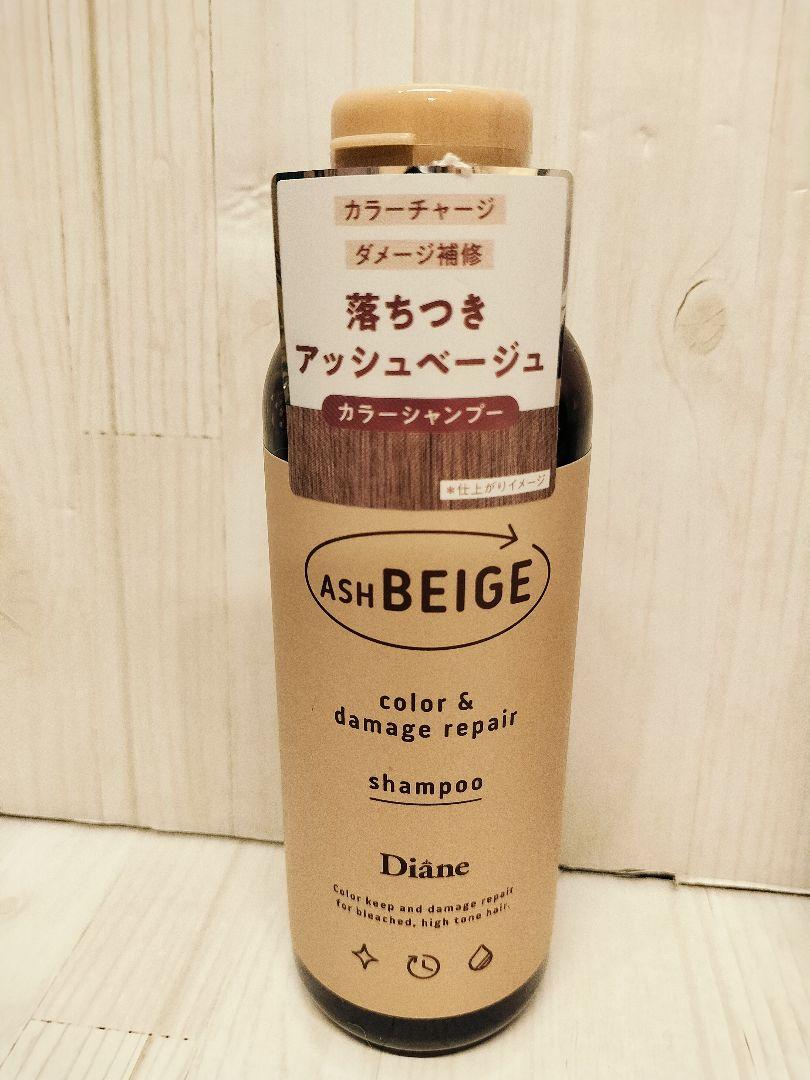 カラーチャージ
ダメージ補修
落ちつき
アッシュベージュ
カラーシャンプー
*仕上がりイメージ
ASH BEIGE
color &
damage repair
shampoo
Diâne
Color keep and damage repair
for bleached, high tone hair.